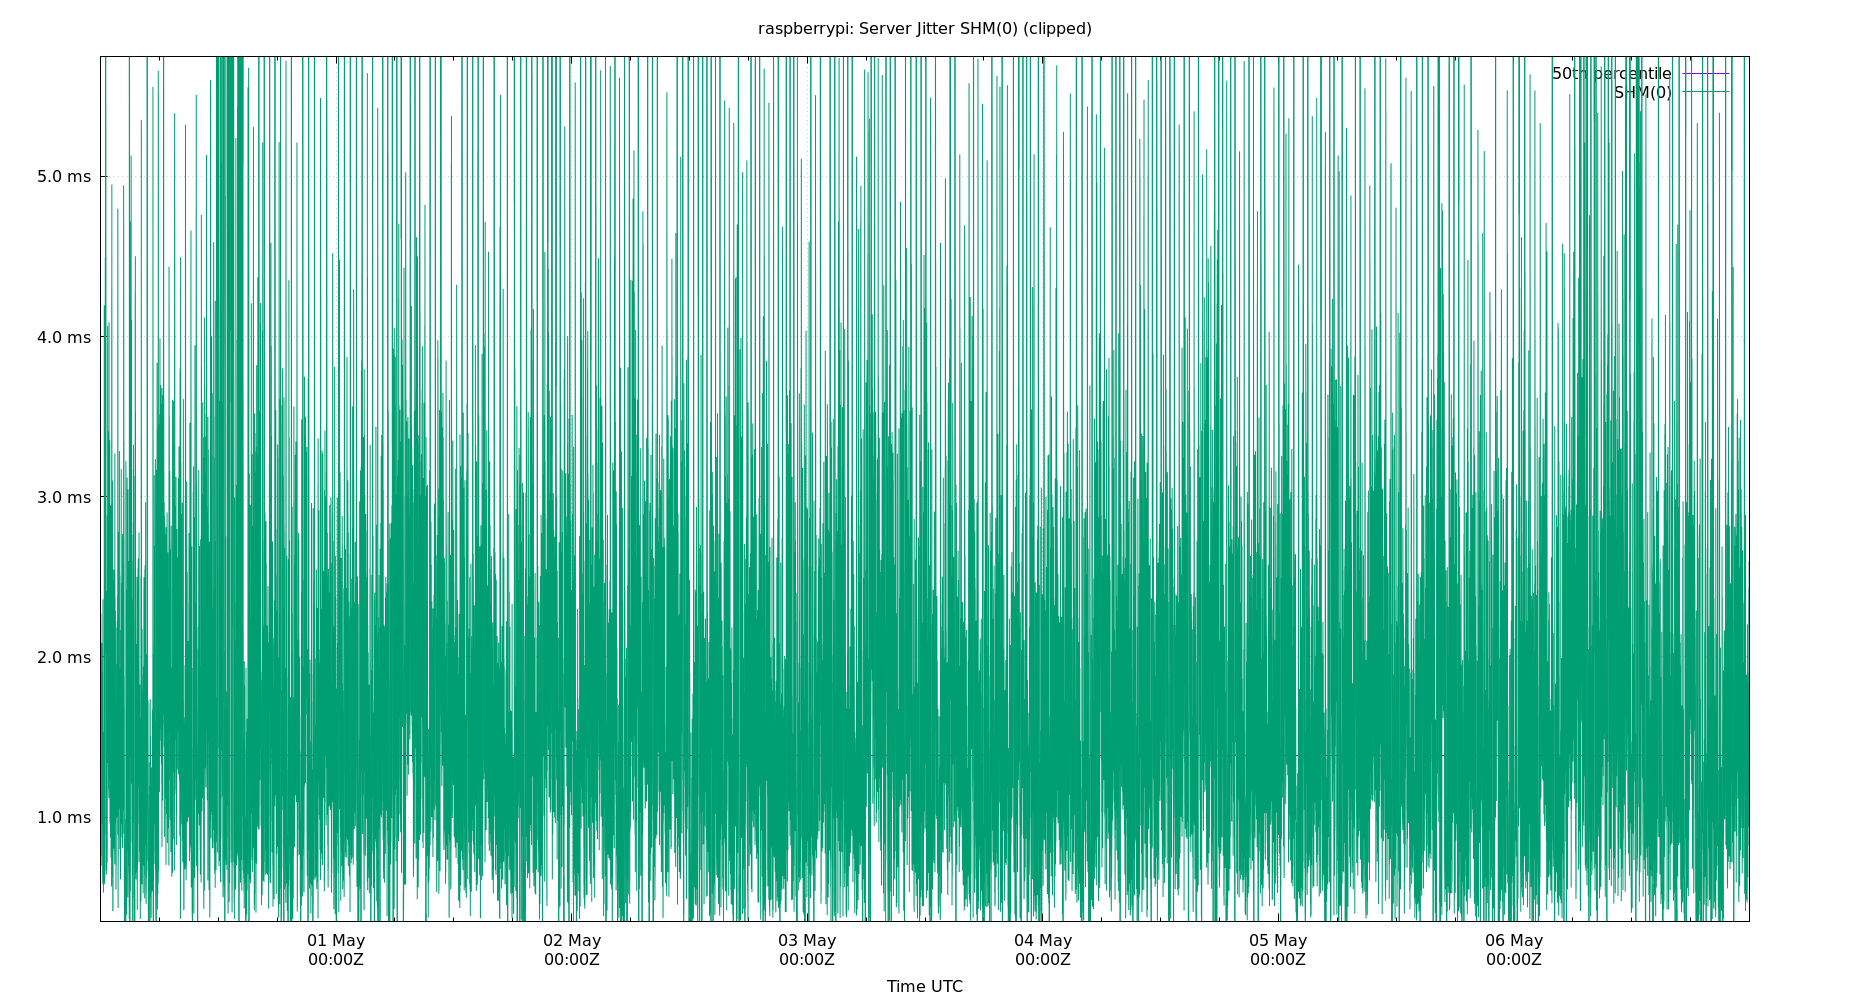 raspberrypi: Server Jitter SHM(0) (clipped)
50th percentile
SHM(0)
5.0 ms
4.0 ms
3.0 ms
2.0 ms
1.0 ms
01 May 02 May 03 May 04 May 05 May 06 May
00:00Z 00:00Z 00:00Z 00:00Z 00:00Z 00:00Z
Time UTC